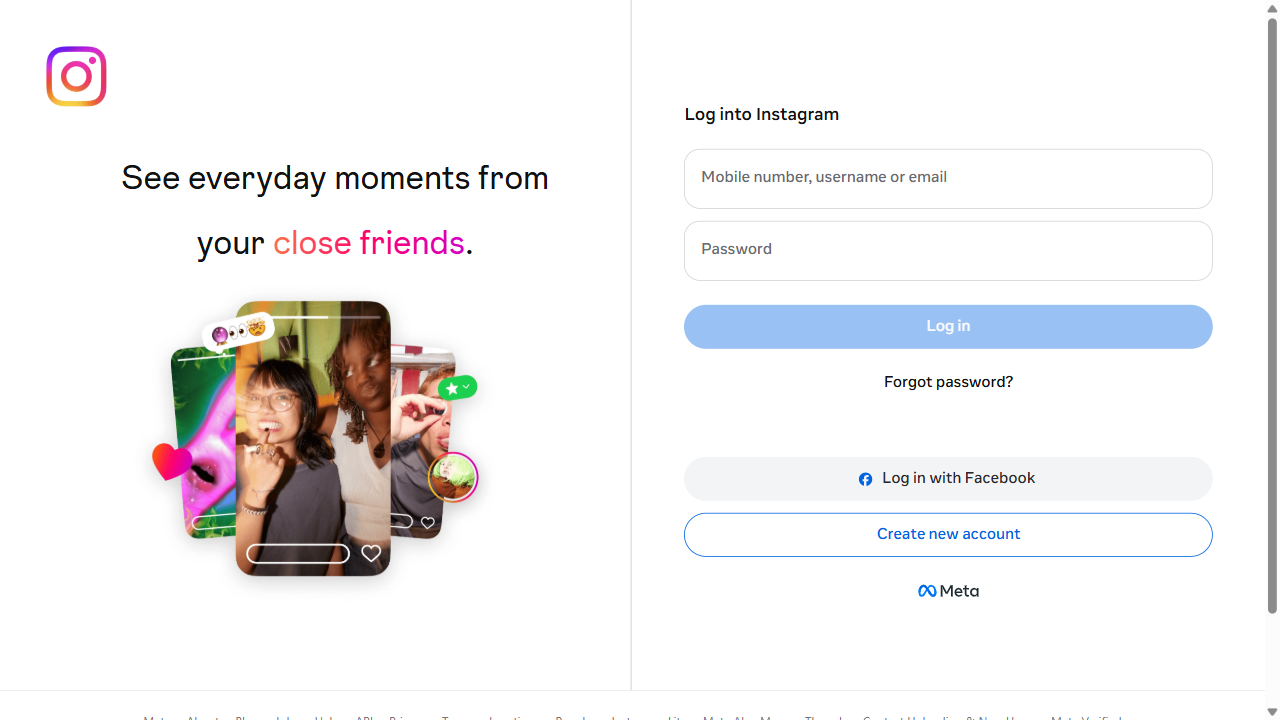 See everyday moments from
your close friends.
Log into Instagram
Mobile number, username or email
Password
Log in
Forgot password?
Log in with Facebook
Create new account
Meta